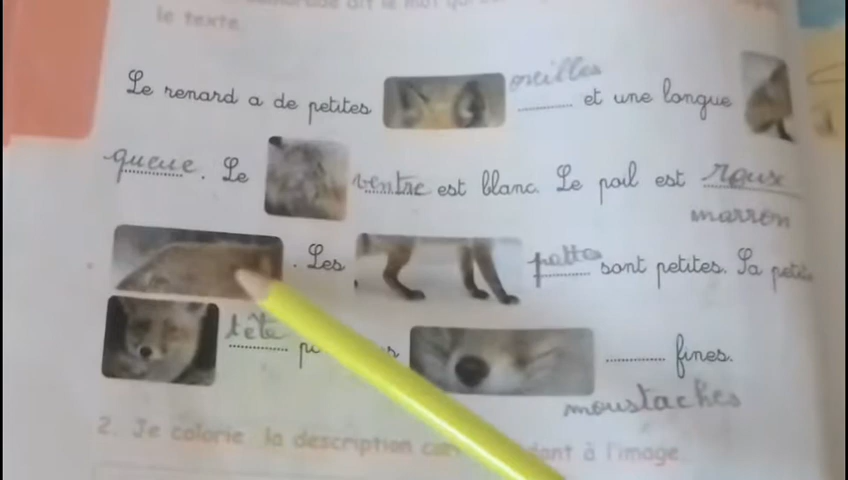 le texte.
Le renard a de petites oreilles et une longue
queue. Le ventre est blanc. Le poil est roux
marron
. Les pattes sont petites. Sa petite
tête fines.
moustaches
2. Je colorie la description à l'image.